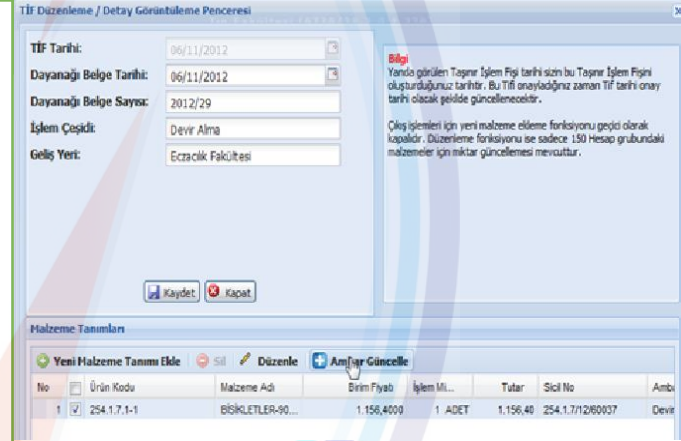 TİF Düzenleme / Detay Görüntüleme Penceresi
TİF Tarihi: 06/11/2012
Dayanağı Belge Tarihi: 06/11/2012
Dayanağı Belge Sayısı: 2012/29
İşlem Çeşidi: Devir Alma
Geliş Yeri: Eczacılık Fakültesi
Kaydet Kapat
Bilgi
Yanda görülen Taşınır İşlem Fişi tarihi sizin bu Taşınır İşlem Fişini
oluşturduğunuz tarihtir. Bu Tifi onayladığınız zaman Tif tarihi onay
tarihi olacak şekilde güncellenecektir.
Çıkış işlemleri için yeni malzeme ekleme fonksiyonu geçici olarak
kapalıdır. Düzenleme fonksiyonu ise sadece 150 Hesap grubundaki
malzemeler için miktar güncellemesi mevcuttur.
Malzeme Tanımları
Yeni Malzeme Tanımı Ekle Sil Düzenle Ambar Güncelle
No Ürün Kodu Malzeme Adı Birim Fiyatı İşlem Mi... Tutar Sicil No Amba
1 254.1.7.1-1 BİSİKLETLER-90... 1.156,4000 1 ADET 1.156,40 254.1.7/12/60037 Devir